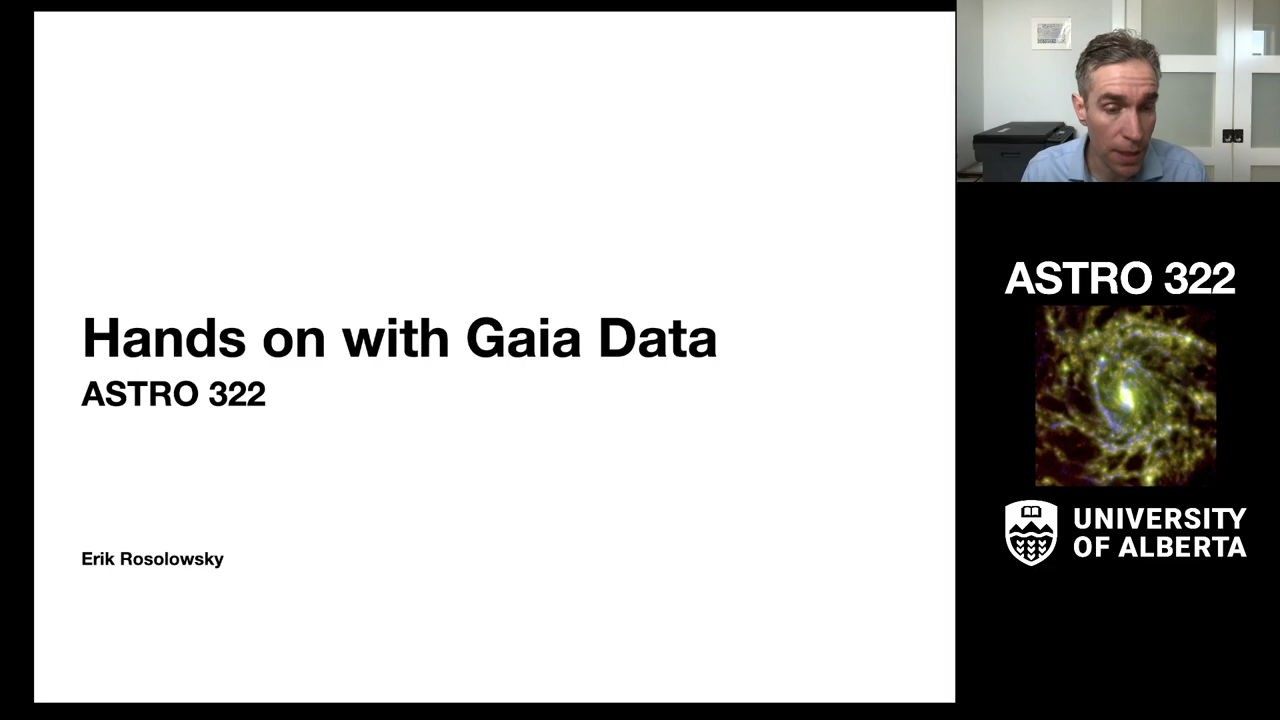 Hands on with Gaia Data
ASTRO 322
Erik Rosolowsky
ASTRO 322
UNIVERSITY
OF ALBERTA